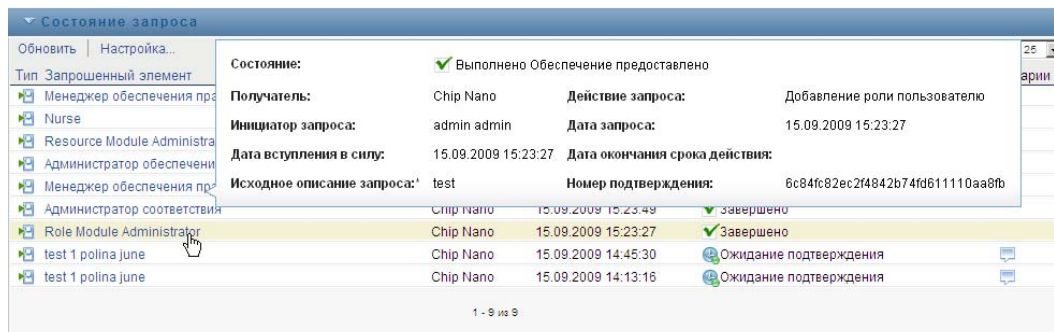 Состояние запроса
Обновить | Настройка...
25
Тип Запрошенный элемент
арии
Менеджер обеспечения пра
Nurse
Resource Module Administra
Администратор обеспечени
Менеджер обеспечения пра
Состояние: Выполнено Обеспечение предоставлено
Получатель: Chip Nano Действие запроса: Добавление роли пользователю
Инициатор запроса: admin admin Дата запроса: 15.09.2009 15:23:27
Дата вступления в силу: 15.09.2009 15:23:27 Дата окончания срока действия:
Исходное описание запроса:* test Номер подтверждения: 6c84fc82ec2f4842b74fd611110aa8fb
Администратор соответствия Chip Nano 15.09.2009 15:23:49 Завершено
Role Module Administrator Chip Nano 15.09.2009 15:23:27 Завершено
test 1 polina june Chip Nano 15.09.2009 14:45:30 Ожидание подтверждения
test 1 polina june Chip Nano 15.09.2009 14:13:16 Ожидание подтверждения
1 - 9 из 9